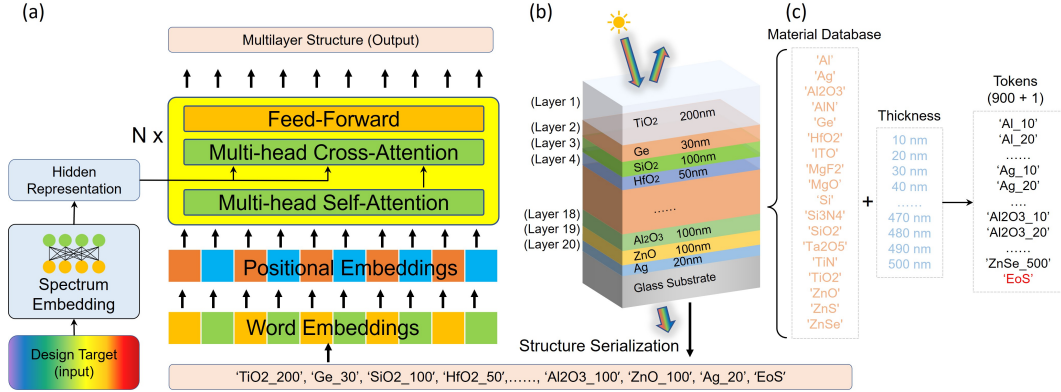 (a)
Multilayer Structure (Output)
N x
Feed-Forward
Multi-head Cross-Attention
Multi-head Self-Attention
Hidden
Representation
Spectrum
Embedding
Design Target
(input)
Positional Embeddings
Word Embeddings
'TiO2_200', 'Ge_30', 'SiO2_100', 'HfO2_50',……, 'Al2O3_100', 'ZnO_100', 'Ag_20', 'EoS'
(b)
(Layer 1)
(Layer 2)
(Layer 3)
(Layer 4)
(Layer 18)
(Layer 19)
(Layer 20)
TiO2 200nm
Ge 30nm
SiO2 100nm
HfO2 50nm
……
Al2O3 100nm
ZnO 100nm
Ag 20nm
Glass Substrate
Structure Serialization
(c)
Material Database
'Al'
'Ag'
'Al2O3'
'AlN'
'Ge'
'HfO2'
'ITO'
'MgF2'
'MgO'
'Si'
'Si3N4'
'SiO2'
'Ta2O5'
'TiN'
'TiO2'
'ZnO'
'ZnS'
'ZnSe'
+
Thickness
10 nm
20 nm
30 nm
40 nm
……
470 nm
480 nm
490 nm
500 nm
Tokens
(900 + 1)
'Al_10'
'Al_20'
……
'Ag_10'
'Ag_20'
….
'Al2O3_10'
'Al2O3_20'
……
'ZnSe_500'
'EoS'